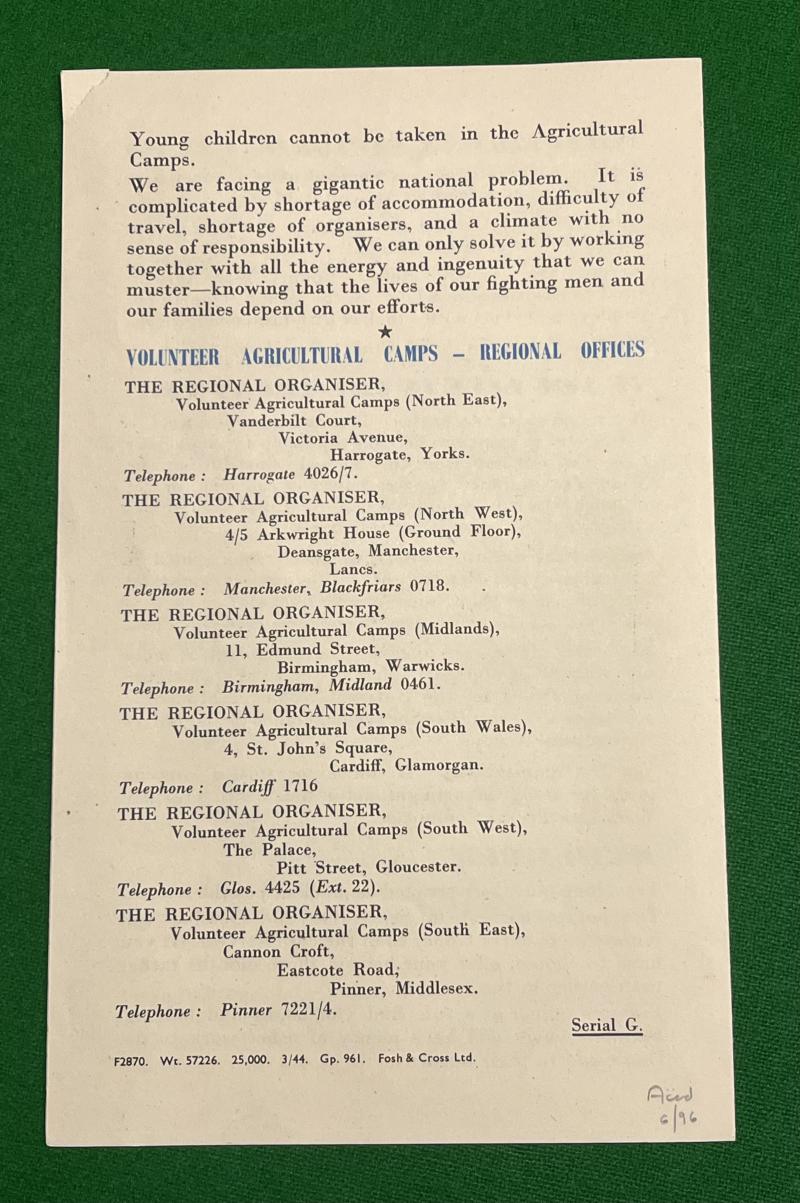 Young children cannot be taken in the Agricultural
Camps.
We are facing a gigantic national problem. It is
complicated by shortage of accommodation, difficulty of
travel, shortage of organisers, and a climate with no
sense of responsibility. We can only solve it by working
together with all the energy and ingenuity that we can
muster—knowing that the lives of our fighting men and
our families depend on our efforts.
★
VOLUNTEER AGRICULTURAL CAMPS – REGIONAL OFFICES
THE REGIONAL ORGANISER,
Volunteer Agricultural Camps (North East),
Vanderbilt Court,
Victoria Avenue,
Harrogate, Yorks.
Telephone : Harrogate 4026/7.
THE REGIONAL ORGANISER,
Volunteer Agricultural Camps (North West),
4/5 Arkwright House (Ground Floor),
Deansgate, Manchester,
Lancs.
Telephone : Manchester, Blackfriars 0718.
THE REGIONAL ORGANISER,
Volunteer Agricultural Camps (Midlands),
11, Edmund Street,
Birmingham, Warwicks.
Telephone : Birmingham, Midland 0461.
THE REGIONAL ORGANISER,
Volunteer Agricultural Camps (South Wales),
4, St. John's Square,
Cardiff, Glamorgan.
Telephone : Cardiff 1716
THE REGIONAL ORGANISER,
Volunteer Agricultural Camps (South West),
The Palace,
Pitt Street, Gloucester.
Telephone : Glos. 4425 (Ext. 22).
THE REGIONAL ORGANISER,
Volunteer Agricultural Camps (South East),
Cannon Croft,
Eastcote Road,
Pinner, Middlesex.
Telephone : Pinner 7221/4.
Serial G.
F2870. Wt. 57226. 25,000. 3/44. Gp. 961. Fosh & Cross Ltd.
6/96